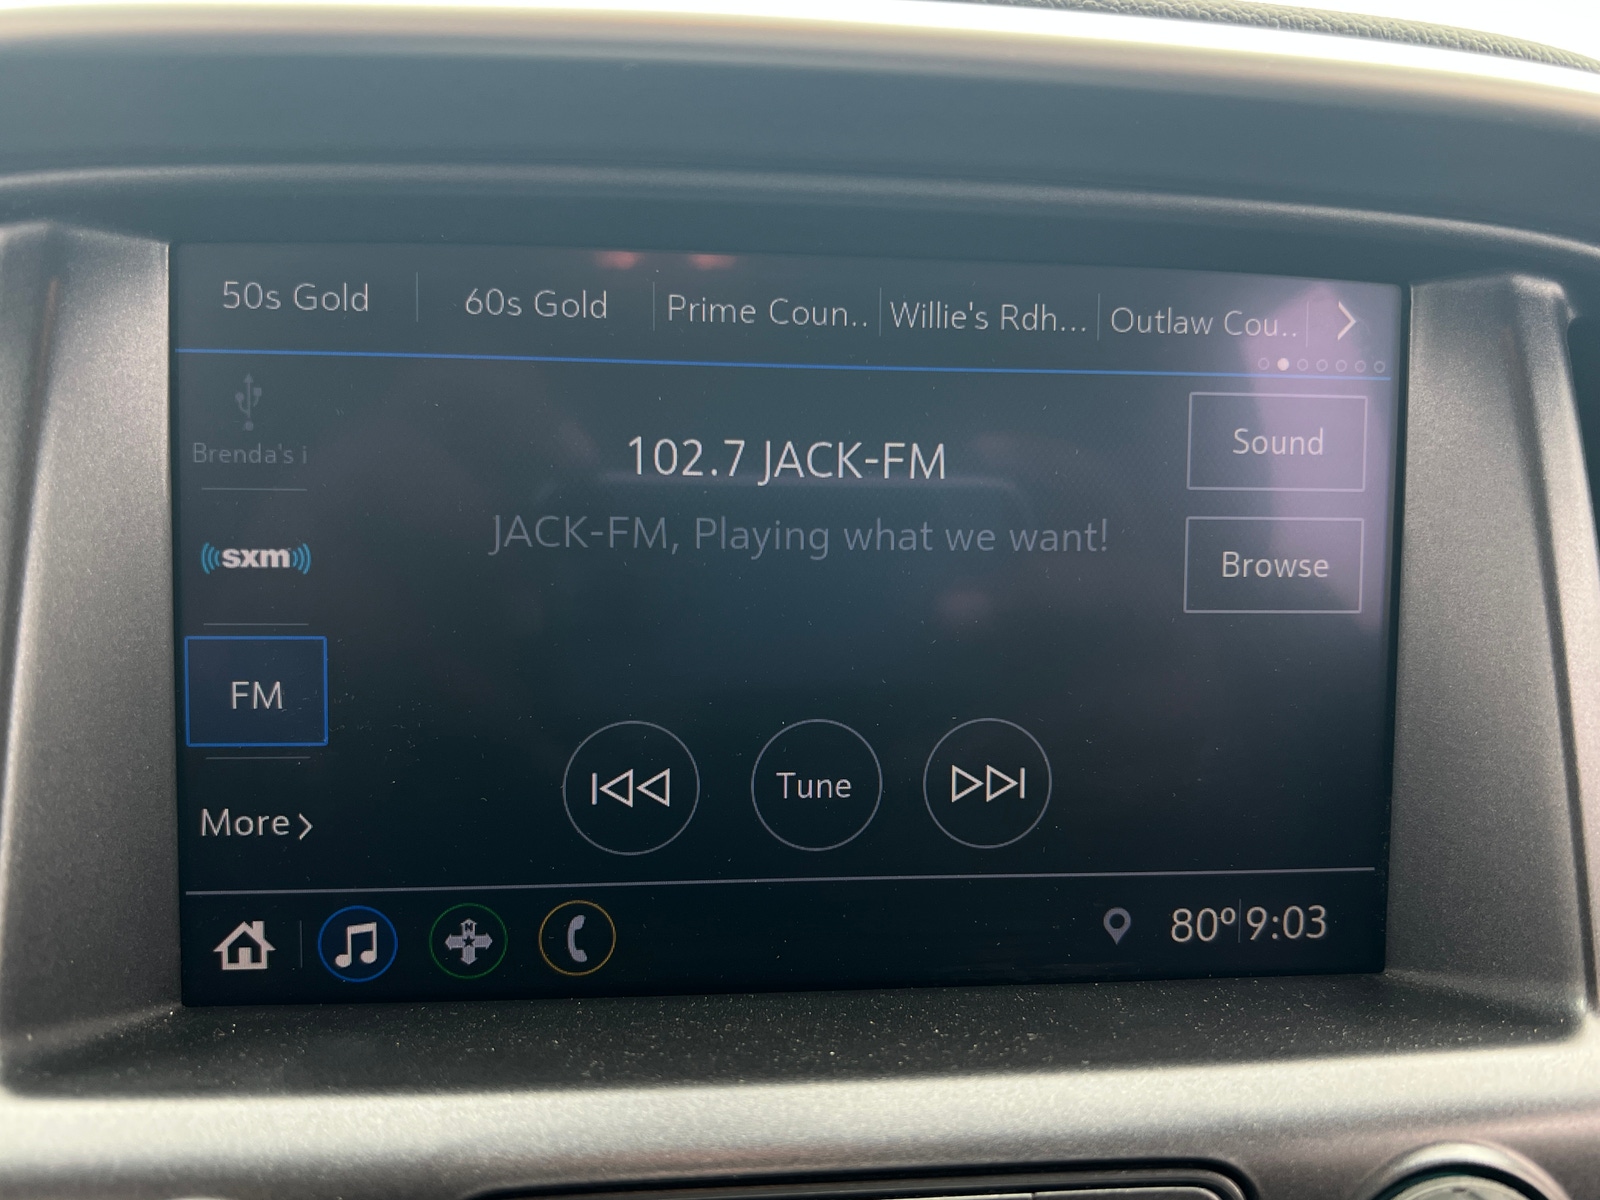 50s Gold
60s Gold
Prime Coun..
Willie's Rdh...
Outlaw Cou..
Brenda's i
102.7 JACK-FM
Sound
JACK-FM, Playing what we want!
sxm
Browse
FM
Tune
More
80° 9:03